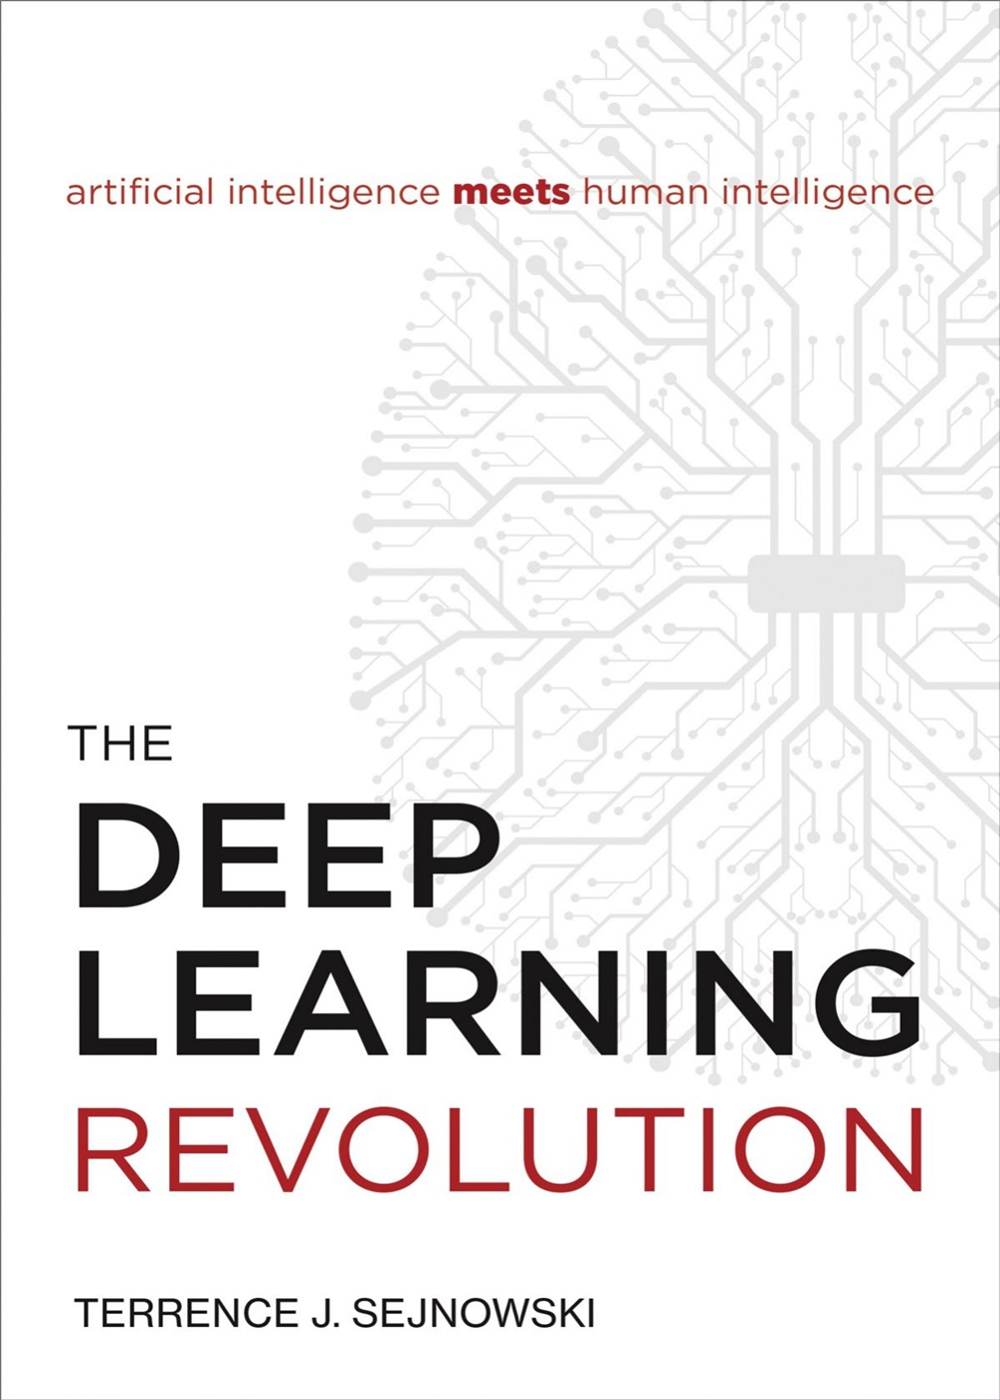 artificial intelligence meets human intelligence
THE
DEEP
LEARNING
REVOLUTION
TERRENCE J. SEJNOWSKI